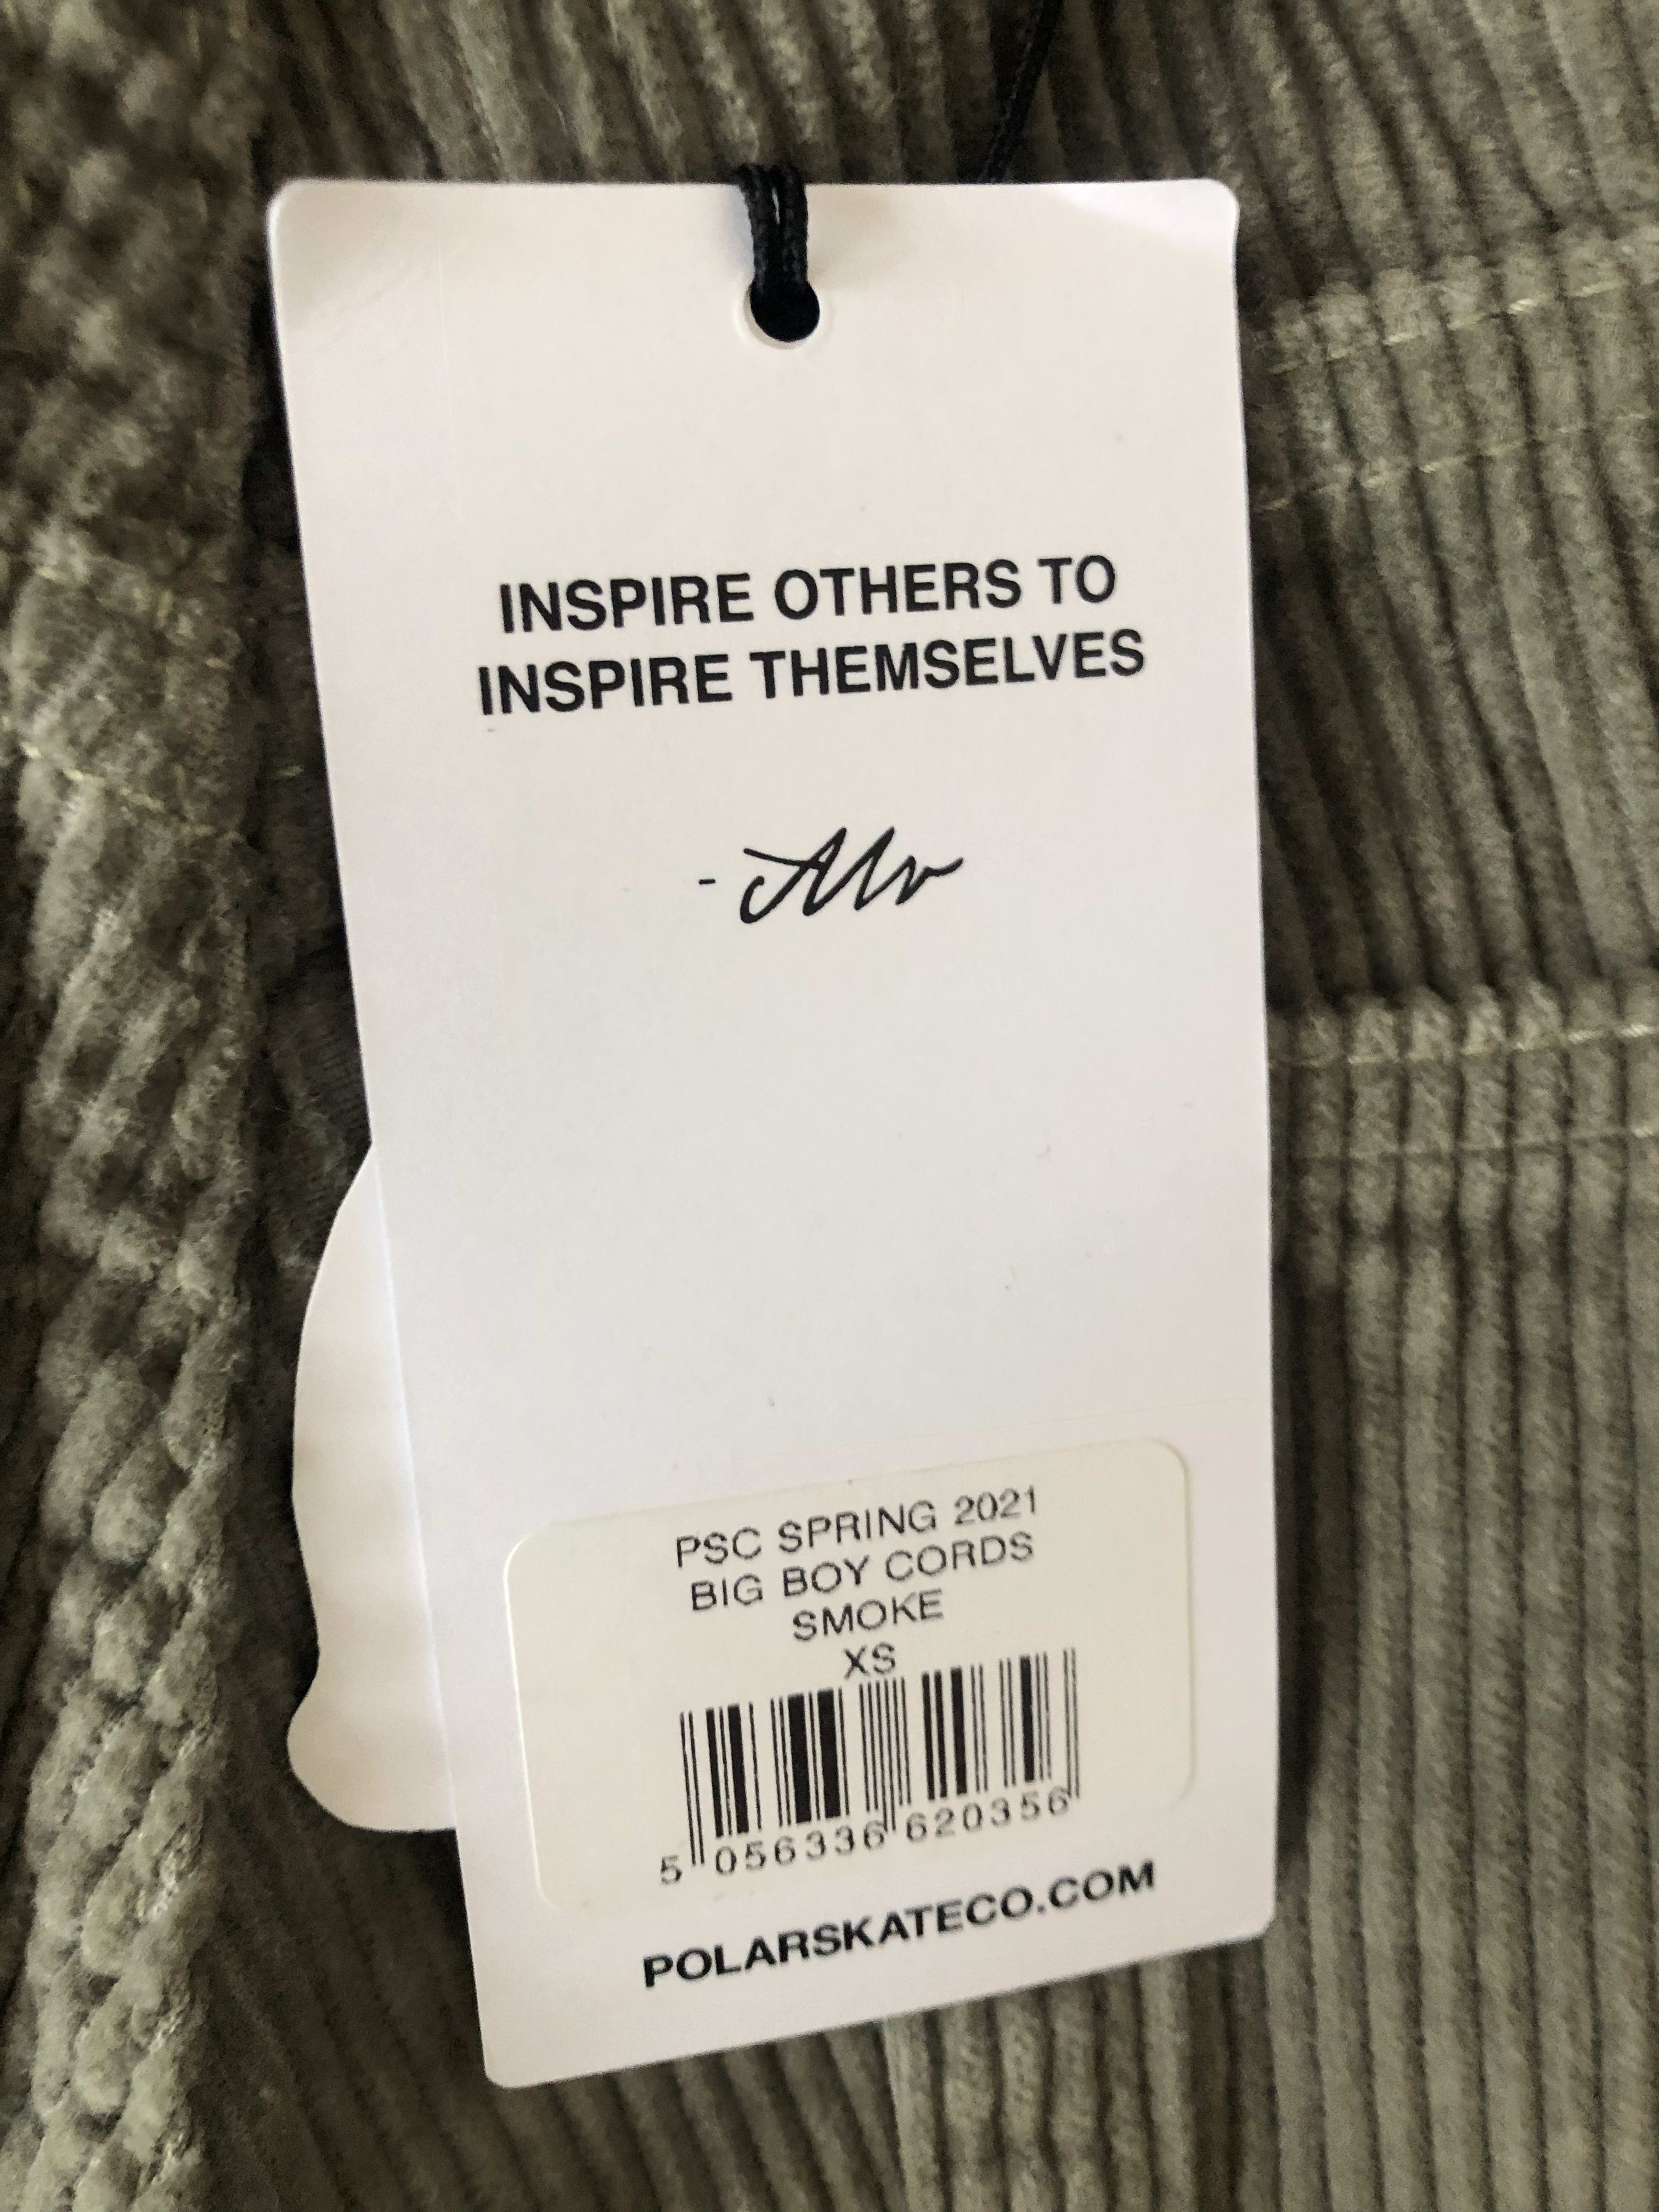 INSPIRE OTHERS TO
INSPIRE THEMSELVES
PSC SPRING 2021
BIG BOY CORDS
SMOKE
XS
5 056336 620356
POLARSKATECO.COM